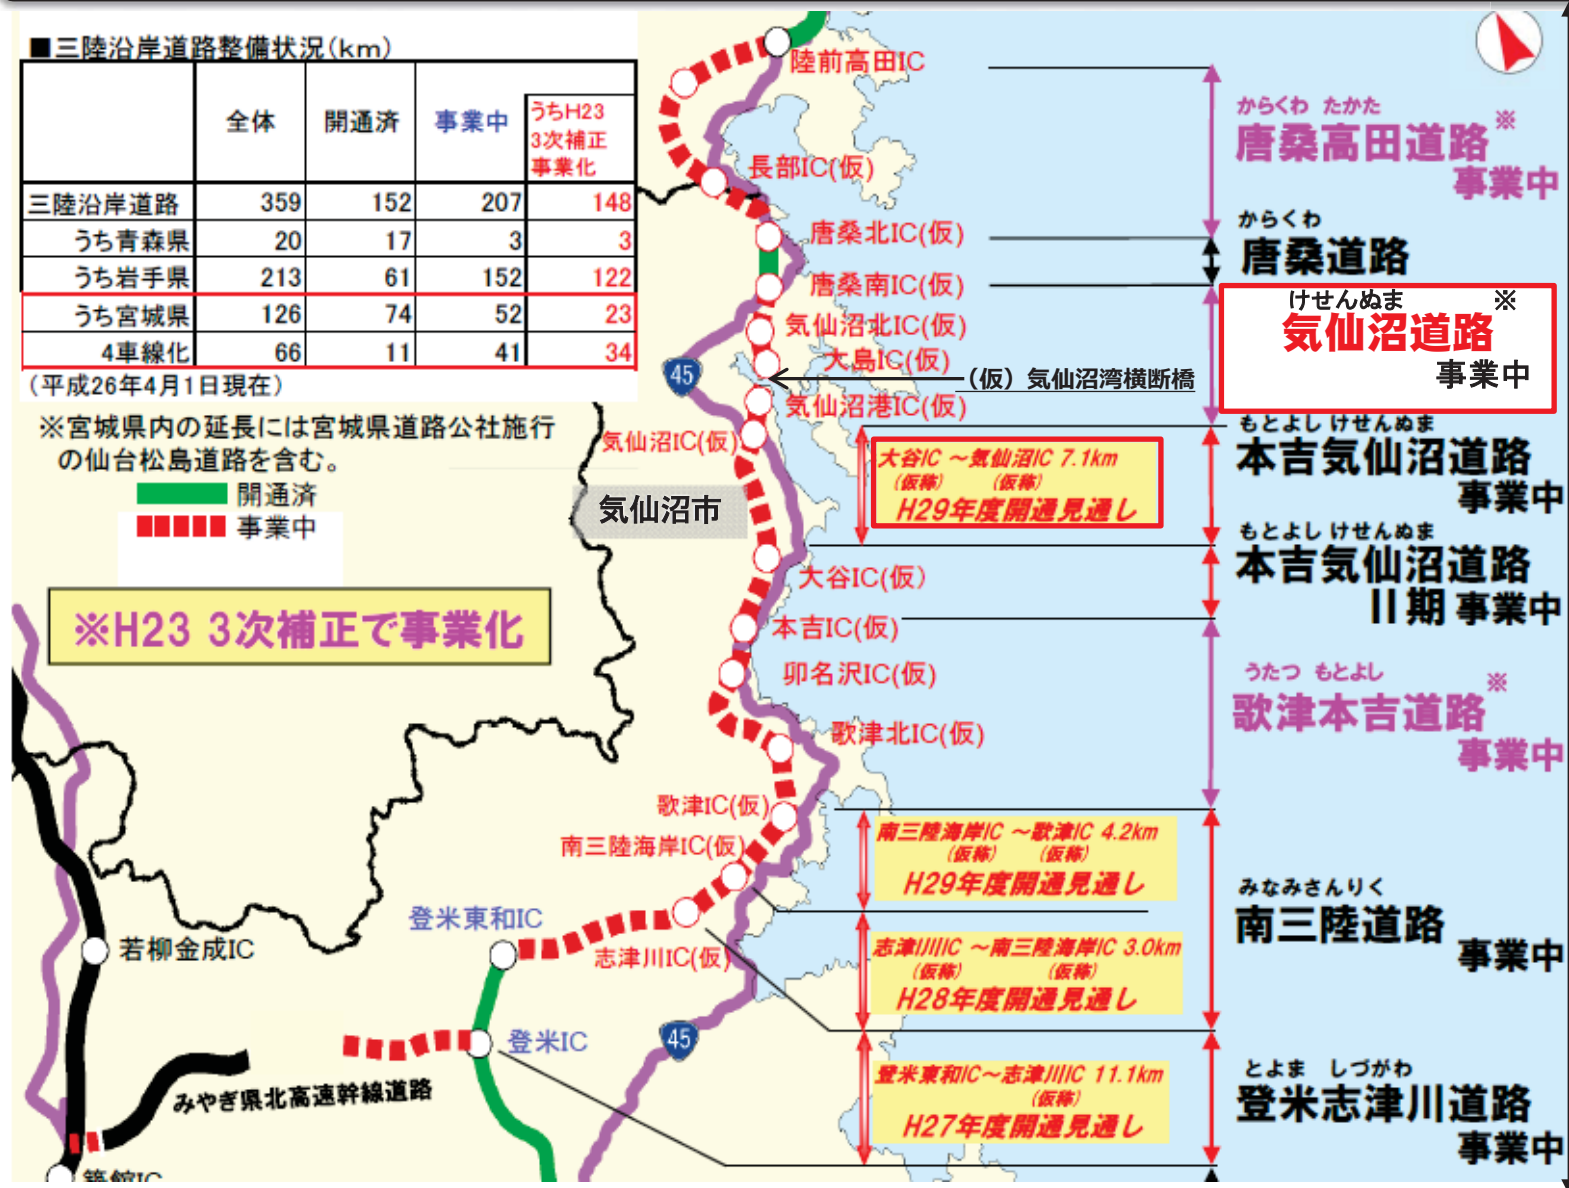 ■三陸沿岸道路整備状況(km)
全体 開通済 事業中 うちH23
3次補正
事業化
三陸沿岸道路 359 152 207 148
うち青森県 20 17 3 3
うち岩手県 213 61 152 122
うち宮城県 126 74 52 23
4車線化 66 11 41 34
(平成26年4月1日現在)
※宮城県内の延長には宮城県道路公社施行
の仙台松島道路を含む。
開通済
事業中
※H23 3次補正で事業化
陸前高田IC
長部IC(仮)
唐桑北IC(仮)
唐桑南IC(仮)
気仙沼北IC(仮)
大島IC(仮)
(仮)気仙沼湾横断橋
気仙沼港IC(仮)
気仙沼IC(仮)
45
気仙沼市
大谷IC(仮)
本吉IC(仮)
卯名沢IC(仮)
歌津北IC(仮)
歌津IC(仮)
南三陸海岸IC(仮)
志津川IC(仮)
登米東和IC
登米IC
45
若柳金成IC
みやぎ県北高速幹線道路
築館IC
大谷IC ~気仙沼IC 7.1km
(仮称) (仮称)
H29年度開通見通し
南三陸海岸IC ~歌津IC 4.2km
(仮称) (仮称)
H29年度開通見通し
志津川IC ~南三陸海岸IC 3.0km
(仮称) (仮称)
H28年度開通見通し
登米東和IC~志津川IC 11.1km
(仮称)
H27年度開通見通し
からくわ たかた
唐桑高田道路※
事業中
からくわ
唐桑道路
けせんぬま ※
気仙沼道路
事業中
もとよし けせんぬま
本吉気仙沼道路
事業中
もとよし けせんぬま
本吉気仙沼道路
II期 事業中
うたつ もとよし
歌津本吉道路※
事業中
みなみさんりく
南三陸道路
事業中
とよま しづがわ
登米志津川道路
事業中